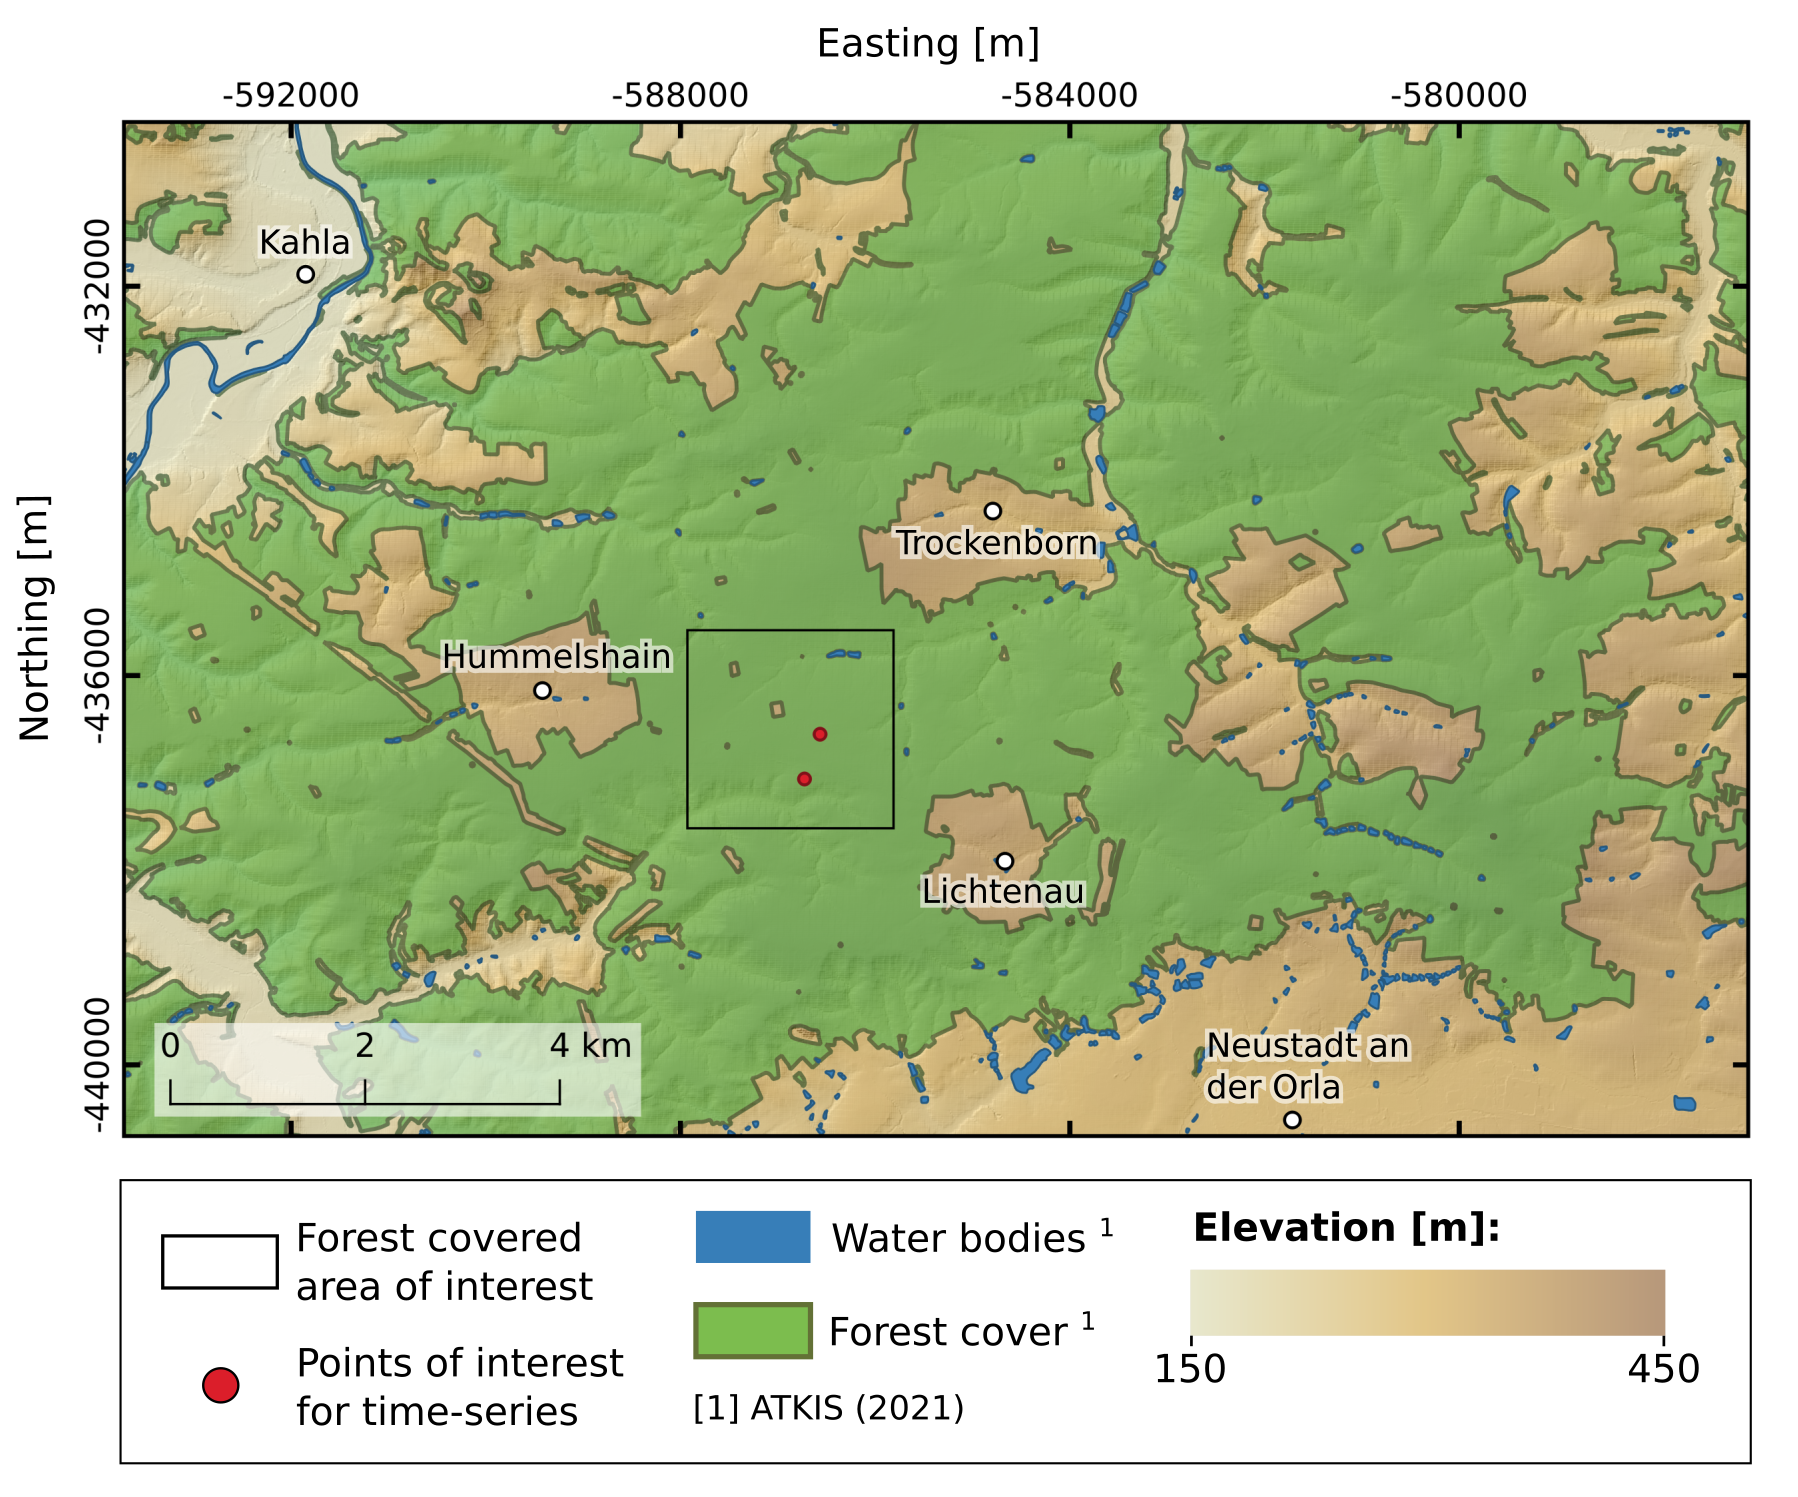 Easting [m]
-592000 -588000 -584000 -580000
Northing [m]
-432000
-436000
-440000
Kahla
Trockenborn
Hummelshain
Lichtenau
Neustadt an
der Orla
0 2 4 km
Forest covered
area of interest
Points of interest
for time-series
Water bodies 1
Forest cover 1
[1] ATKIS (2021)
Elevation [m]:
150 450